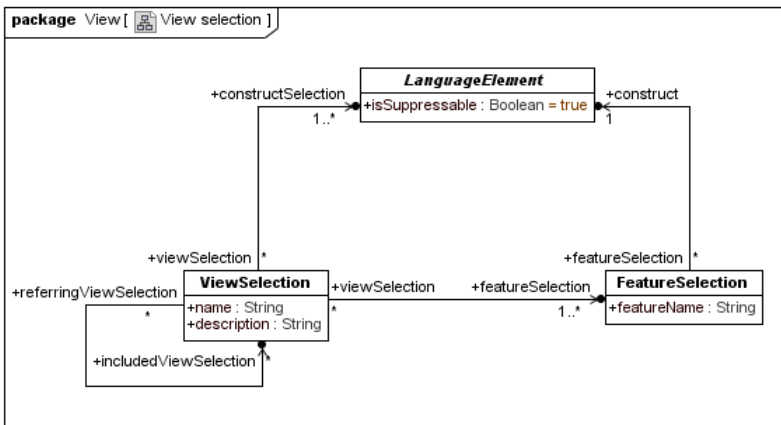 package View [ View selection ]
LanguageElement
+constructSelection
+isSuppressable : Boolean = true
+construct
1..*
1
+viewSelection
*
+featureSelection
*
+referringViewSelection
*
ViewSelection
+name : String
+description : String
+viewSelection
*
+featureSelection
1..*
FeatureSelection
+featureName : String
+includedViewSelection
*